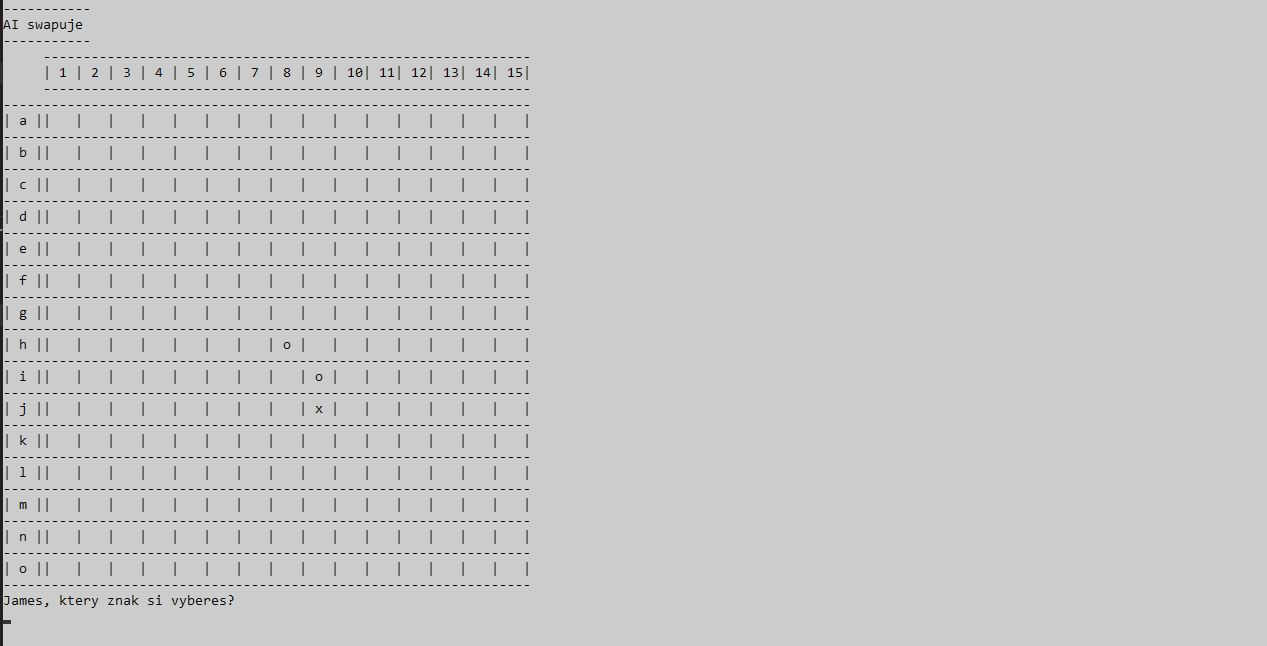 -----------
AI swapuje
-----------
-------------------------------------------------------------
| 1 | 2 | 3 | 4 | 5 | 6 | 7 | 8 | 9 | 10| 11| 12| 13| 14| 15|
-------------------------------------------------------------
------------------------------------------------------------------
| a ||   |   |   |   |   |   |   |   |   |   |   |   |   |   |   |
------------------------------------------------------------------
| b ||   |   |   |   |   |   |   |   |   |   |   |   |   |   |   |
------------------------------------------------------------------
| c ||   |   |   |   |   |   |   |   |   |   |   |   |   |   |   |
------------------------------------------------------------------
| d ||   |   |   |   |   |   |   |   |   |   |   |   |   |   |   |
------------------------------------------------------------------
| e ||   |   |   |   |   |   |   |   |   |   |   |   |   |   |   |
------------------------------------------------------------------
| f ||   |   |   |   |   |   |   |   |   |   |   |   |   |   |   |
------------------------------------------------------------------
| g ||   |   |   |   |   |   |   |   |   |   |   |   |   |   |   |
------------------------------------------------------------------
| h ||   |   |   |   |   |   |   | o |   |   |   |   |   |   |   |
------------------------------------------------------------------
| i ||   |   |   |   |   |   |   |   | o |   |   |   |   |   |   |
------------------------------------------------------------------
| j ||   |   |   |   |   |   |   |   | x |   |   |   |   |   |   |
------------------------------------------------------------------
| k ||   |   |   |   |   |   |   |   |   |   |   |   |   |   |   |
------------------------------------------------------------------
| l ||   |   |   |   |   |   |   |   |   |   |   |   |   |   |   |
------------------------------------------------------------------
| m ||   |   |   |   |   |   |   |   |   |   |   |   |   |   |   |
------------------------------------------------------------------
| n ||   |   |   |   |   |   |   |   |   |   |   |   |   |   |   |
------------------------------------------------------------------
| o ||   |   |   |   |   |   |   |   |   |   |   |   |   |   |   |
------------------------------------------------------------------
James, ktery znak si vyberes?